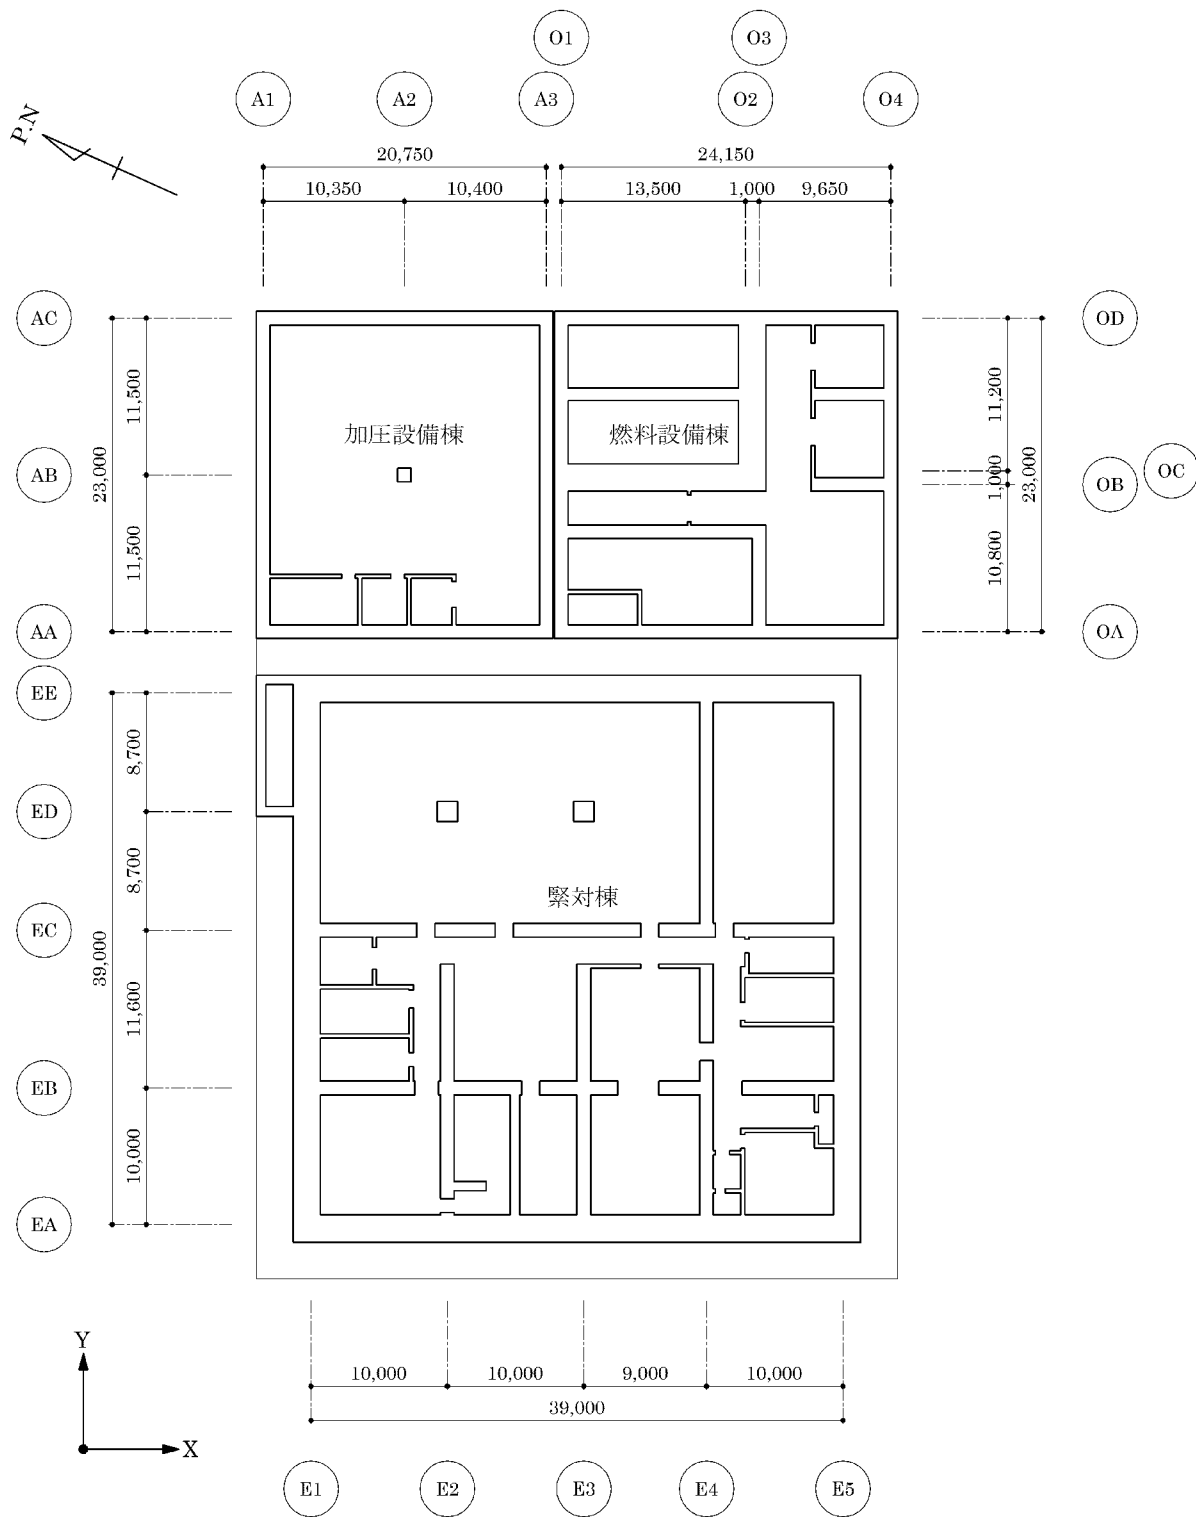 O1 O3
A1 A2 A3 O2 O4
P.N
20,750 24,150
10,350 10,400 13,500 1,000 9,650
AC OD
11,500 11,200
加圧設備棟 燃料設備棟
23,000 1,000 23,000
AB OB OC
11,500 10,800
AA OA
EE
8,700
ED
8,700
緊対棟
EC
39,000
11,600
EB
10,000
EA
Y
X
10,000 10,000 9,000 10,000
39,000
E1 E2 E3 E4 E5